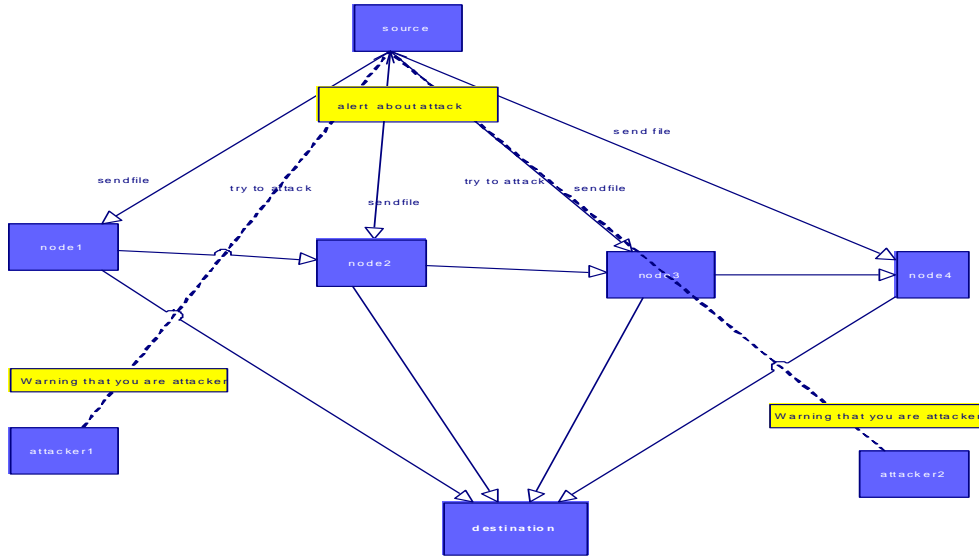 source
alert about attack
send file
sendfile
try to attack
try to attack
sendfile
sendfile
node1
node2
node3
node4
Warning that you are attacker
Warning that you are attacker
attacker1
attacker2
destination